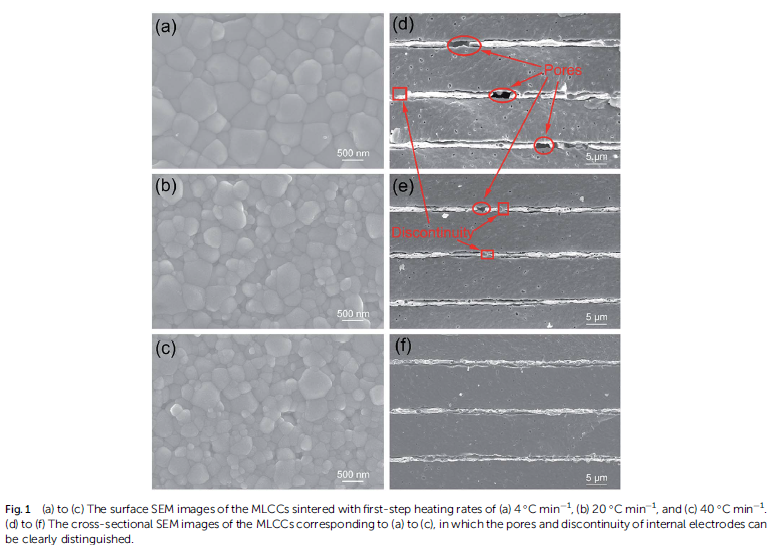 (a)
500 nm
(d)
Pores
5 µm
(b)
500 nm
(e)
Discontinuity
5 µm
(c)
500 nm
(f)
5 µm
Fig. 1 (a) to (c) The surface SEM images of the MLCCs sintered with first-step heating rates of (a) 4 °C min⁻¹, (b) 20 °C min⁻¹, and (c) 40 °C min⁻¹.
(d) to (f) The cross-sectional SEM images of the MLCCs corresponding to (a) to (c), in which the pores and discontinuity of internal electrodes can
be clearly distinguished.